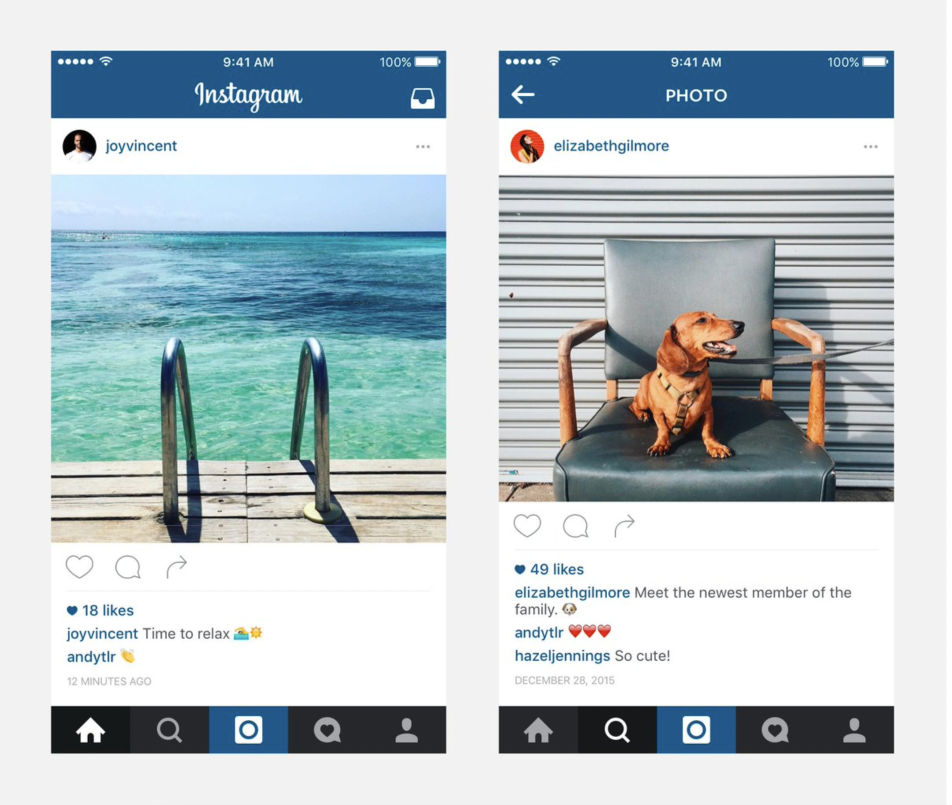 9:41 AM
100%
Instagram
joyvincent
18 likes
joyvincent Time to relax 🏊☀️
andytlr 👏
12 MINUTES AGO
9:41 AM
100%
PHOTO
elizabethgilmore
49 likes
elizabethgilmore Meet the newest member of the
family. 🐶
andytlr ❤️❤️❤️
hazeljennings So cute!
DECEMBER 28, 2015